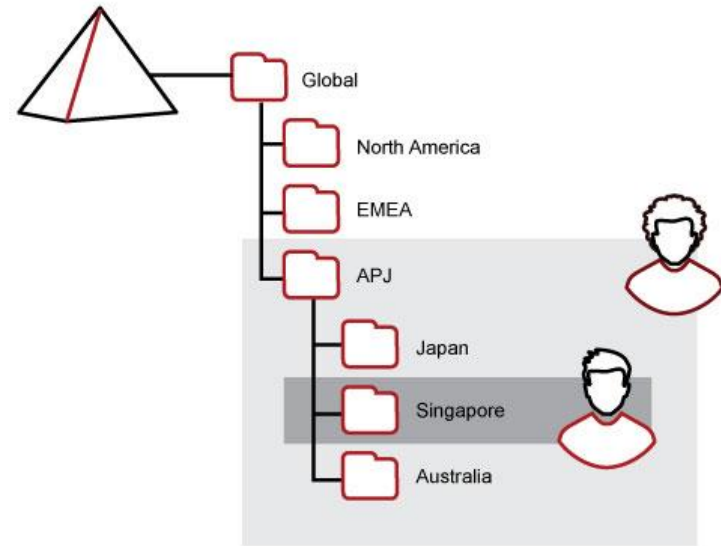 Global
North America
EMEA
APJ
Japan
Singapore
Australia